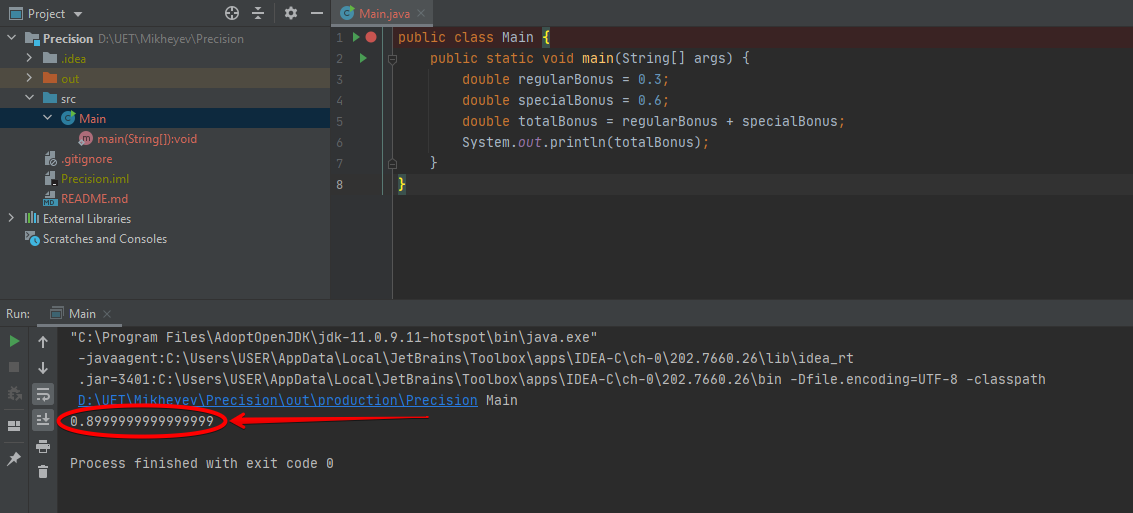 Project
Precision D:\UET\Mikheyev\Precision
.idea
out
src
Main
main(String[]):void
.gitignore
Precision.iml
README.md
External Libraries
Scratches and Consoles
Main.java
1 public class Main {
2 public static void main(String[] args) {
3 double regularBonus = 0.3;
4 double specialBonus = 0.6;
5 double totalBonus = regularBonus + specialBonus;
6 System.out.println(totalBonus);
7 }
8 }
Run: Main
"C:\Program Files\AdoptOpenJDK\jdk-11.0.9.11-hotspot\bin\java.exe"
-javaagent:C:\Users\USER\AppData\Local\JetBrains\Toolbox\apps\IDEA-C\ch-0\202.7660.26\lib\idea_rt
.jar=3401:C:\Users\USER\AppData\Local\JetBrains\Toolbox\apps\IDEA-C\ch-0\202.7660.26\bin -Dfile.encoding=UTF-8 -classpath
D:\UET\Mikheyev\Precision\out\production\Precision Main
0.8999999999999999
Process finished with exit code 0